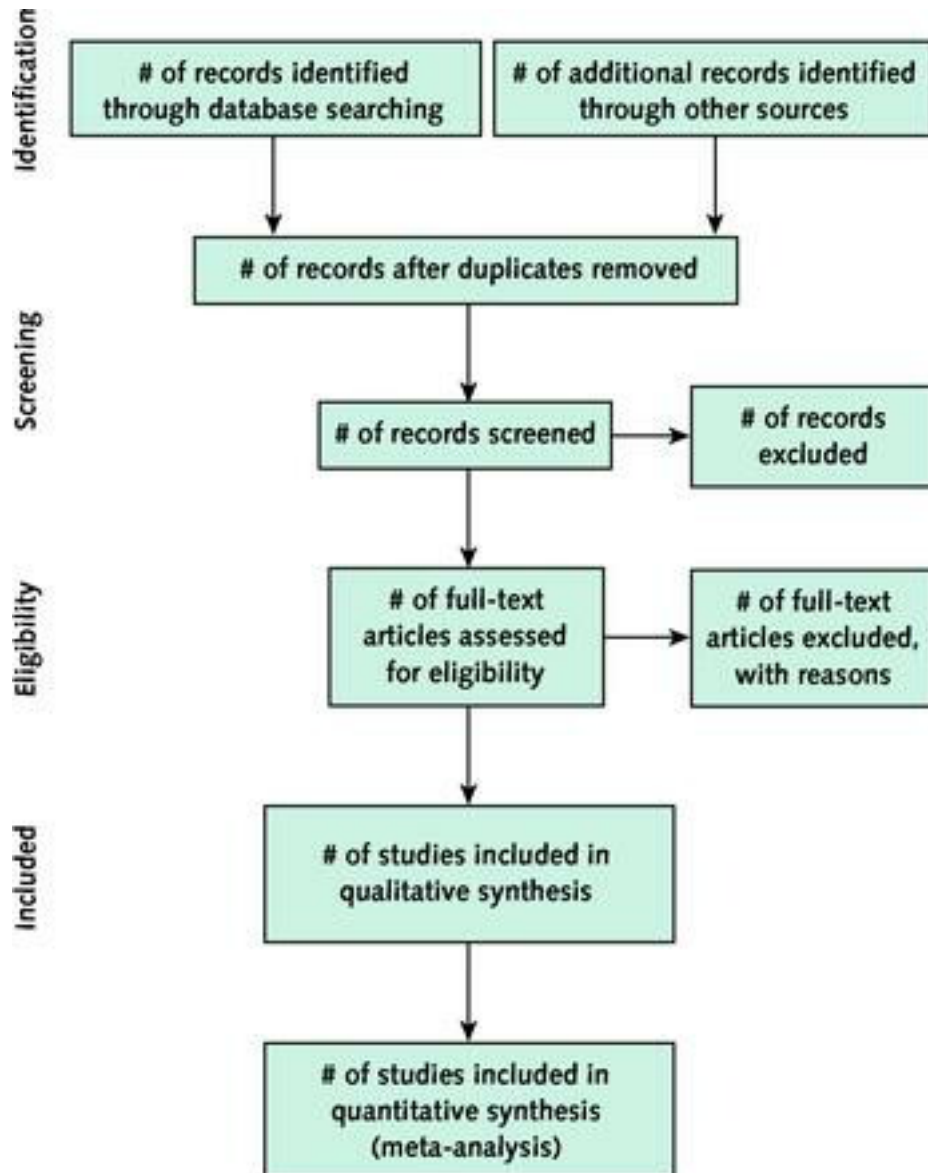 Identification
# of records identified
through database searching
# of additional records identified
through other sources
# of records after duplicates removed
Screening
# of records screened
# of records
excluded
Eligibility
# of full-text
articles assessed
for eligibility
# of full-text
articles excluded,
with reasons
Included
# of studies included in
qualitative synthesis
# of studies included in
quantitative synthesis
(meta-analysis)